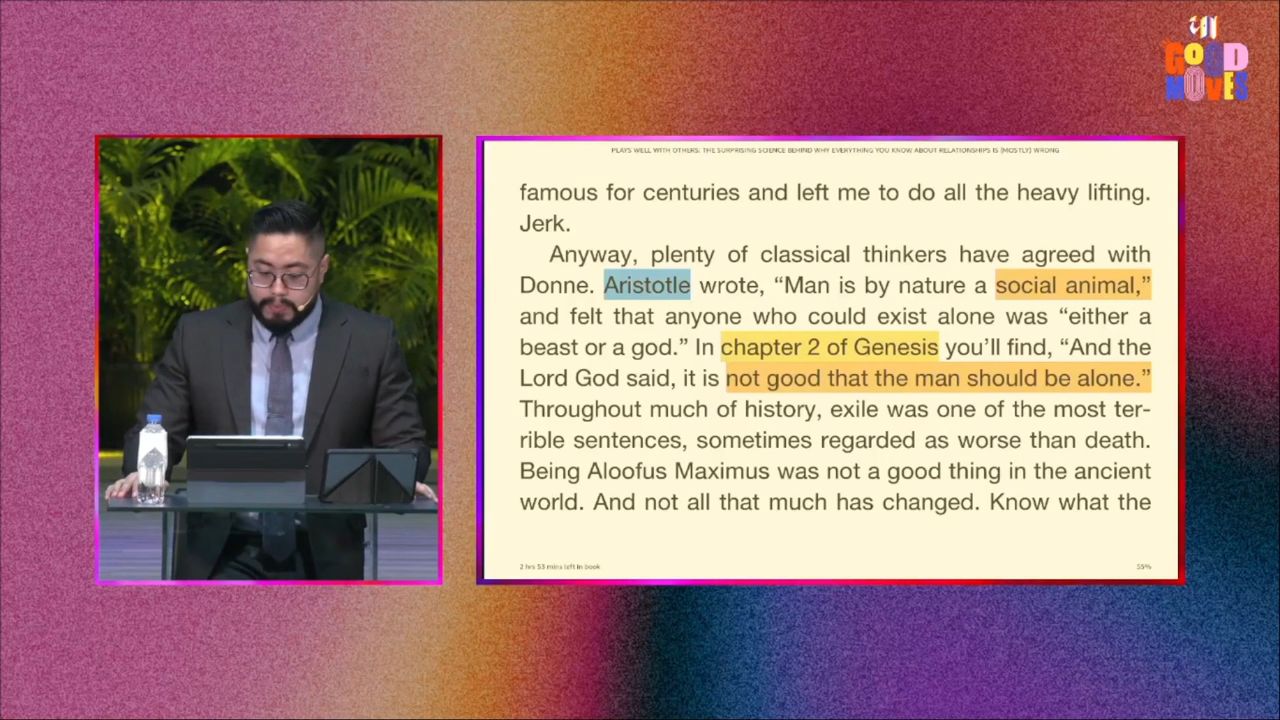 GOOD
MOVES
PLAYS WELL WITH OTHERS: THE SURPRISING SCIENCE BEHIND WHY EVERYTHING YOU KNOW ABOUT RELATIONSHIPS IS (MOSTLY) WRONG
famous for centuries and left me to do all the heavy lifting.
Jerk.
Anyway, plenty of classical thinkers have agreed with
Donne. Aristotle wrote, “Man is by nature a social animal,”
and felt that anyone who could exist alone was “either a
beast or a god.” In chapter 2 of Genesis you’ll find, “And the
Lord God said, it is not good that the man should be alone.”
Throughout much of history, exile was one of the most ter-
rible sentences, sometimes regarded as worse than death.
Being Aloofus Maximus was not a good thing in the ancient
world. And not all that much has changed. Know what the
2 hrs 53 mins left in book
55%